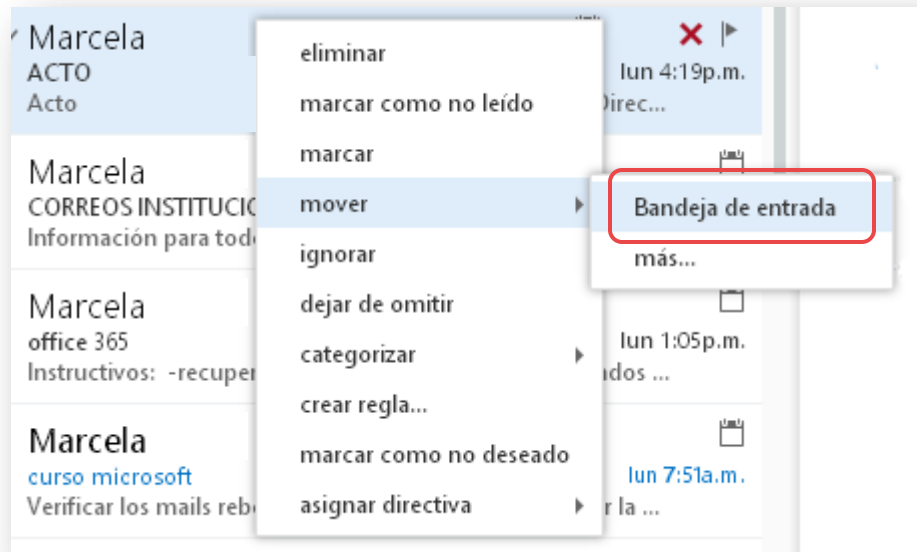 Marcela
ACTO
lun 4:19p.m.
Acto
Direc...
Marcela
CORREOS INSTITUCIO
Información para tod
Marcela
office 365
lun 1:05p.m.
Instructivos: -recuper
ados ...
Marcela
curso microsoft
lun 7:51a.m.
Verificar los mails reb
r la ...
eliminar
marcar como no leído
marcar
mover
ignorar
dejar de omitir
categorizar
crear regla...
marcar como no deseado
asignar directiva
Bandeja de entrada
más...